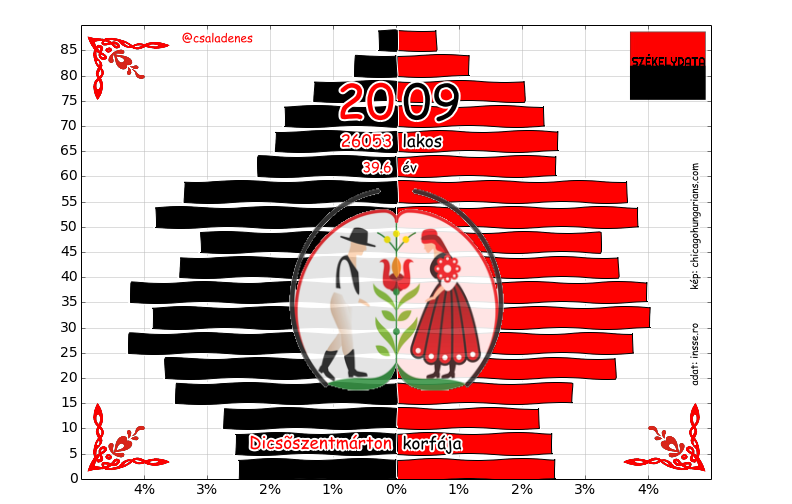 @csaladenes
SZÉKELYDATA
2009
26053 lakos
39.6 év
kép: chicagohungarians.com
adat: insse.ro
Dicsőszentmárton korfája
85
80
75
70
65
60
55
50
45
40
35
30
25
20
15
10
5
0
4% 3% 2% 1% 0% 1% 2% 3% 4%